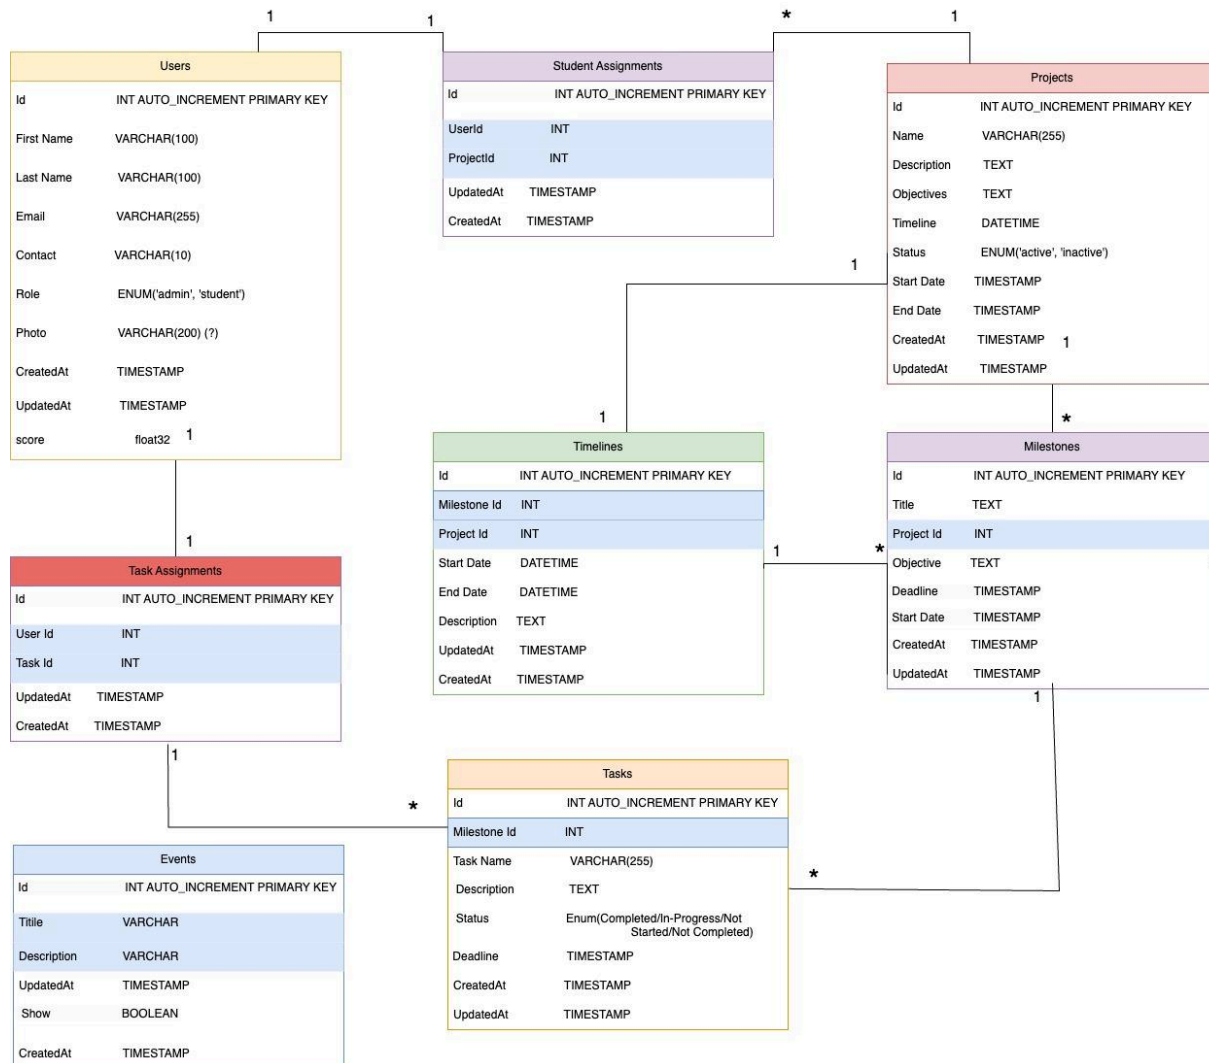 1
1
*
1
Users
Id INT AUTO_INCREMENT PRIMARY KEY
First Name VARCHAR(100)
Last Name VARCHAR(100)
Email VARCHAR(255)
Contact VARCHAR(10)
Role ENUM('admin', 'student')
Photo VARCHAR(200) (?)
CreatedAt TIMESTAMP
UpdatedAt TIMESTAMP
score float32 1
Student Assignments
Id INT AUTO_INCREMENT PRIMARY KEY
UserId INT
ProjectId INT
UpdatedAt TIMESTAMP
CreatedAt TIMESTAMP
Projects
Id INT AUTO_INCREMENT PRIMARY KEY
Name VARCHAR(255)
Description TEXT
Objectives TEXT
Timeline DATETIME
Status ENUM('active', 'inactive')
Start Date TIMESTAMP
End Date TIMESTAMP
CreatedAt TIMESTAMP 1
UpdatedAt TIMESTAMP
1
1
*
Timelines
Id INT AUTO_INCREMENT PRIMARY KEY
Milestone Id INT
Project Id INT
Start Date DATETIME
End Date DATETIME
Description TEXT
UpdatedAt TIMESTAMP
CreatedAt TIMESTAMP
1
*
Milestones
Id INT AUTO_INCREMENT PRIMARY KEY
Title TEXT
Project Id INT
Objective TEXT
Deadline TIMESTAMP
Start Date TIMESTAMP
CreatedAt TIMESTAMP
UpdatedAt TIMESTAMP
1
1
Task Assignments
Id INT AUTO_INCREMENT PRIMARY KEY
User Id INT
Task Id INT
UpdatedAt TIMESTAMP
CreatedAt TIMESTAMP
1
*
Tasks
Id INT AUTO_INCREMENT PRIMARY KEY
Milestone Id INT
Task Name VARCHAR(255)
Description TEXT
Status Enum(Completed/In-Progress/Not
Started/Not Completed)
Deadline TIMESTAMP
CreatedAt TIMESTAMP
UpdatedAt TIMESTAMP
*
Events
Id INT AUTO_INCREMENT PRIMARY KEY
Titile VARCHAR
Description VARCHAR
UpdatedAt TIMESTAMP
Show BOOLEAN
CreatedAt TIMESTAMP